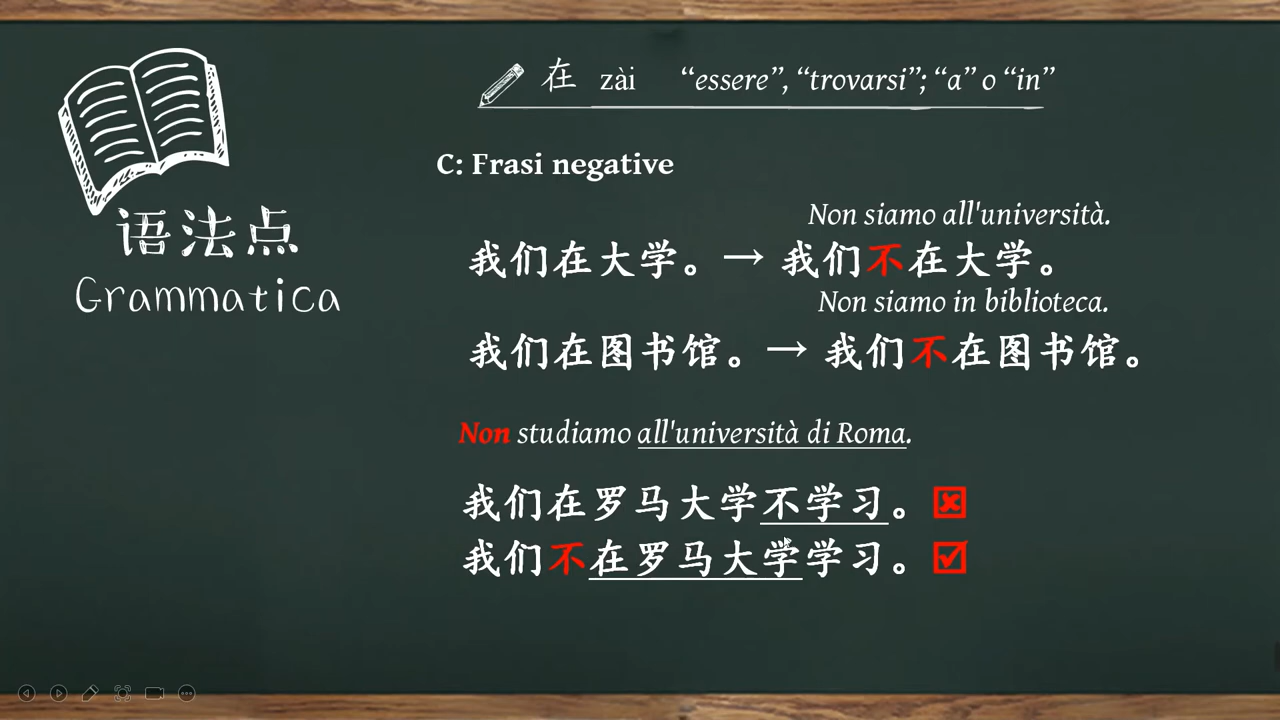 语法点
Grammatica
在 zài “essere”, “trovarsi”; “a” o “in”
C: Frasi negative
Non siamo all'università.
我们在大学。→ 我们不在大学。
Non siamo in biblioteca.
我们在图书馆。→ 我们不在图书馆。
Non studiamo all'università di Roma.
我们在罗马大学不学习。
我们不在罗马大学学习。